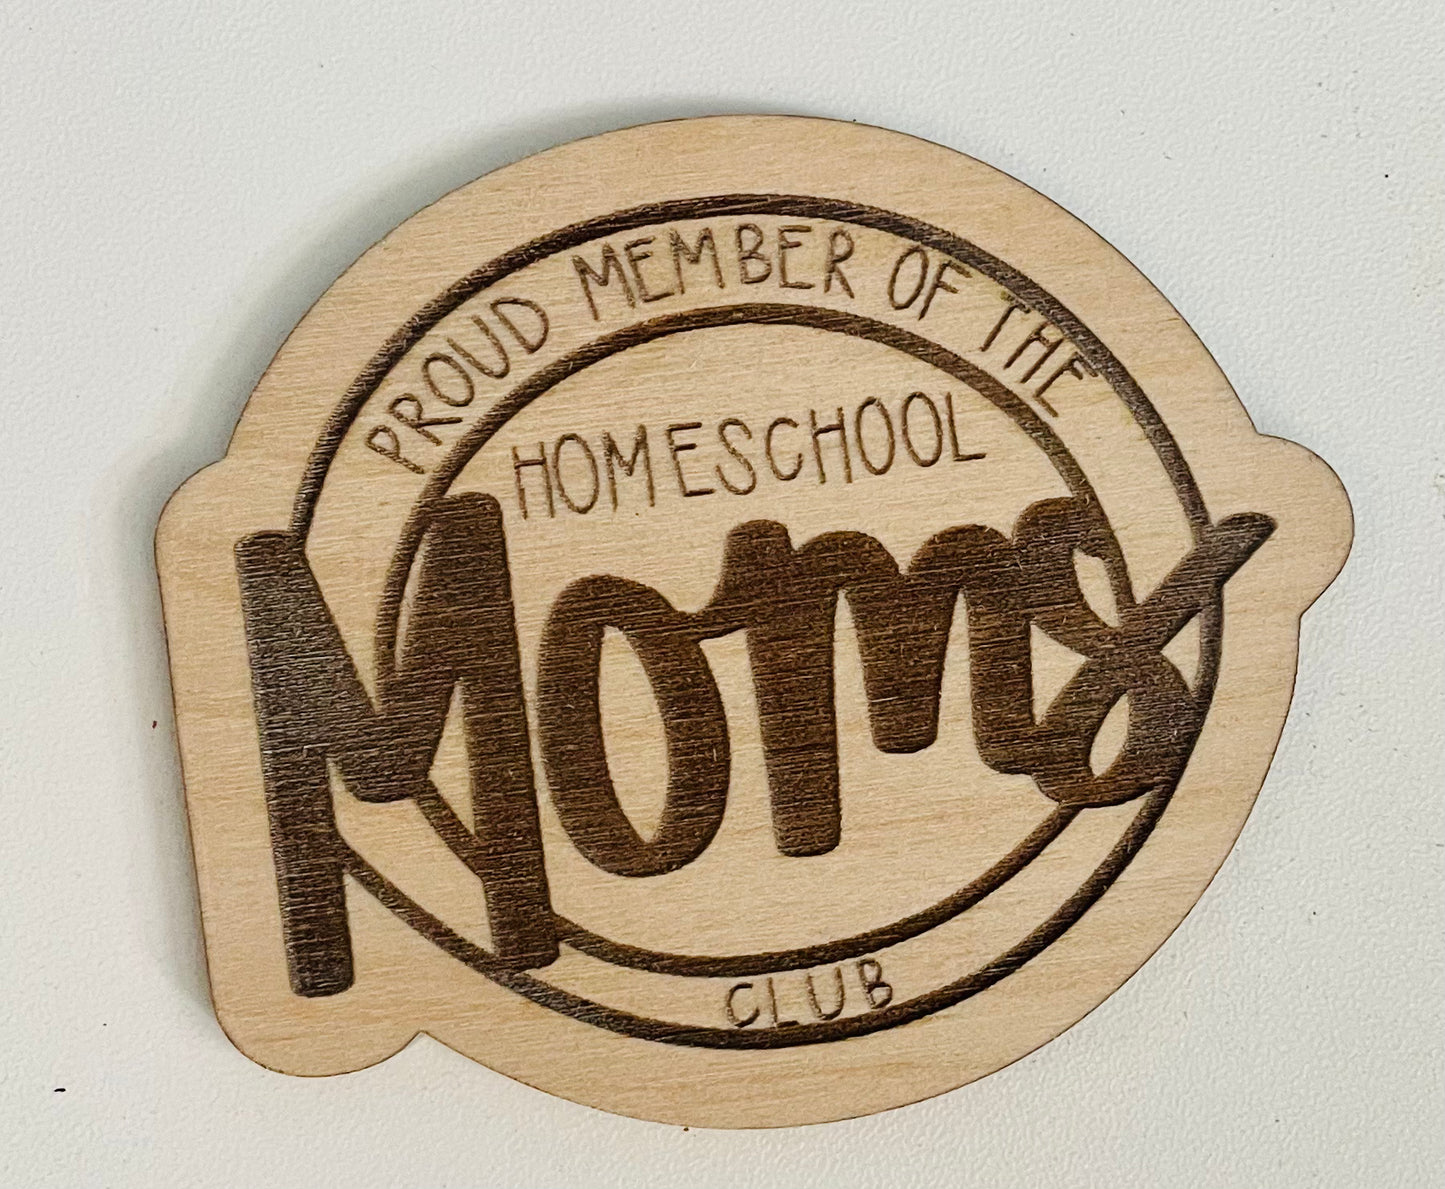 PROUD MEMBER OF THE
HOMESCHOOL
Moms
CLUB